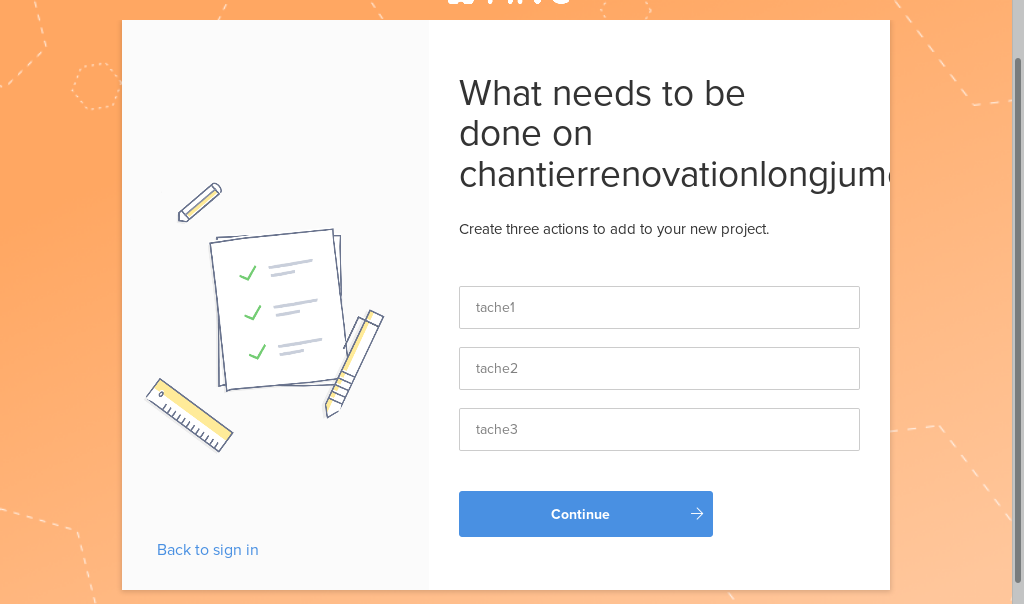 What needs to be
done on
chantierrenovationlongjum
Create three actions to add to your new project.
tache1
tache2
tache3
Continue
Back to sign in